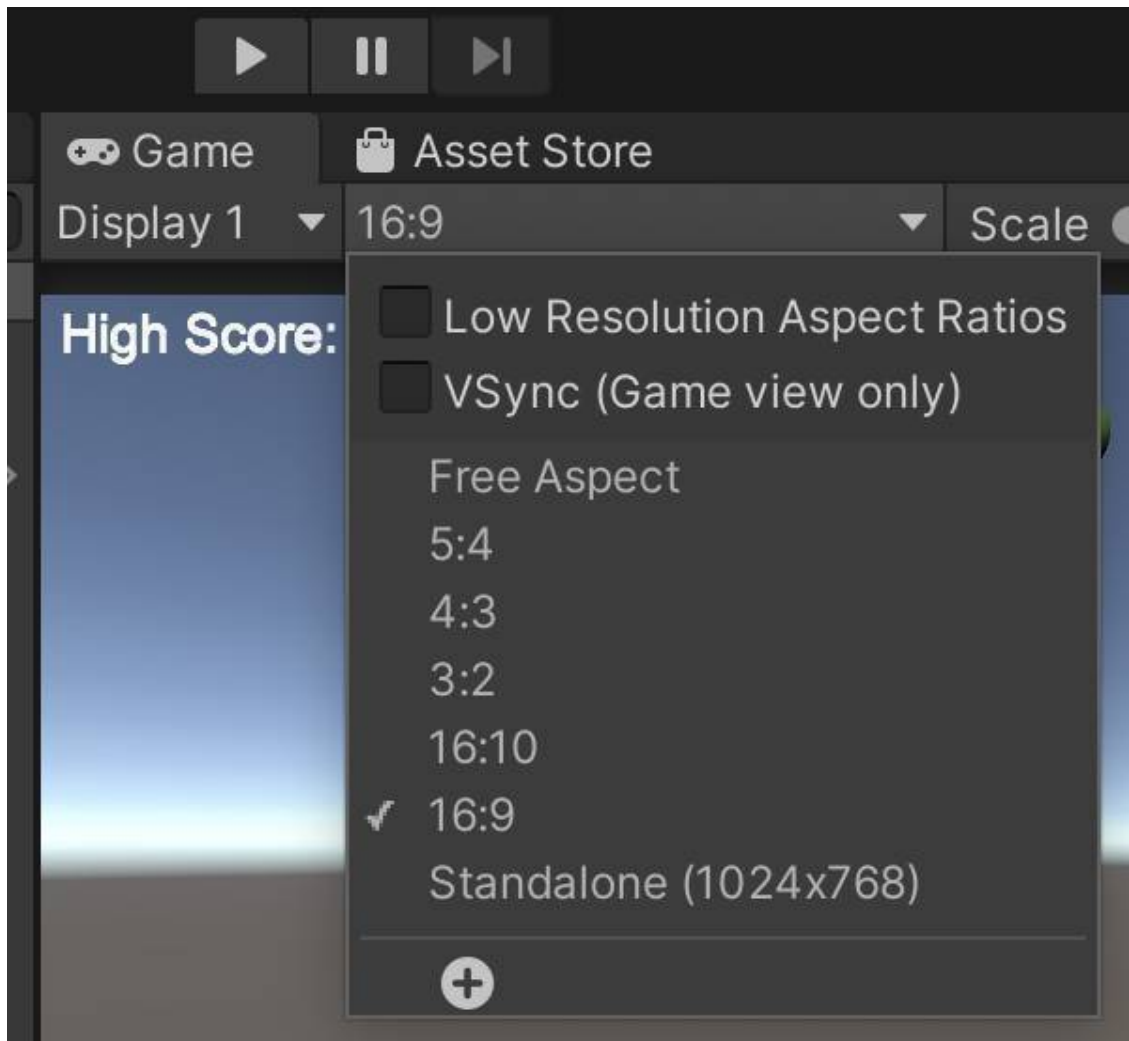 Game Asset Store
Display 1 16:9 Scale
High Score:
Low Resolution Aspect Ratios
VSync (Game view only)
Free Aspect
5:4
4:3
3:2
16:10
16:9
Standalone (1024x768)